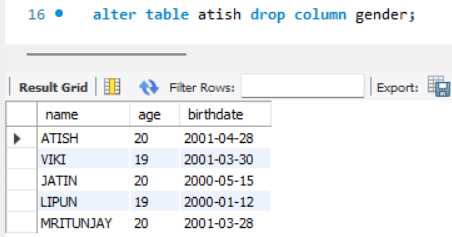 16 alter table atish drop column gender;
Result Grid Filter Rows: Export:
name age birthdate
ATISH 20 2001-04-28
VIKI 19 2001-03-30
JATIN 20 2000-05-15
LIPUN 19 2000-01-12
MRITUNJAY 20 2001-03-28